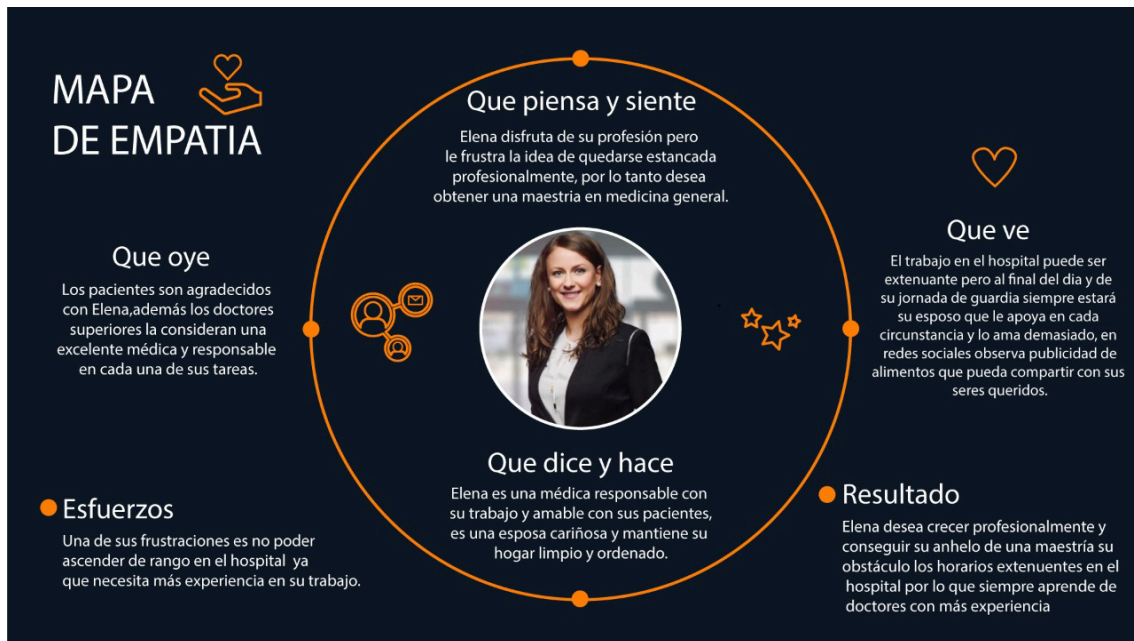 MAPA
DE EMPATIA
Que piensa y siente
Elena disfruta de su profesión pero
le frustra la idea de quedarse estancada
profesionalmente, por lo tanto desea
obtener una maestria en medicina general.
Que oye
Los pacientes son agradecidos
con Elena,además los doctores
superiores la consideran una
excelente médica y responsable
en cada una de sus tareas.
Que ve
El trabajo en el hospital puede ser
extenuante pero al final del dia y de
su jornada de guardia siempre estará
su esposo que le apoya en cada
circunstancia y lo ama demasiado, en
redes sociales observa publicidad de
alimentos que pueda compartir con sus
seres queridos.
Que dice y hace
Elena es una médica responsable con
su trabajo y amable con sus pacientes,
es una esposa cariñosa y mantiene su
hogar limpio y ordenado.
Esfuerzos
Una de sus frustraciones es no poder
ascender de rango en el hospital ya
que necesita más experiencia en su trabajo.
Resultado
Elena desea crecer profesionalmente y
conseguir su anhelo de una maestría su
obstáculo los horarios extenuentes en el
hospital por lo que siempre aprende de
doctores con más experiencia